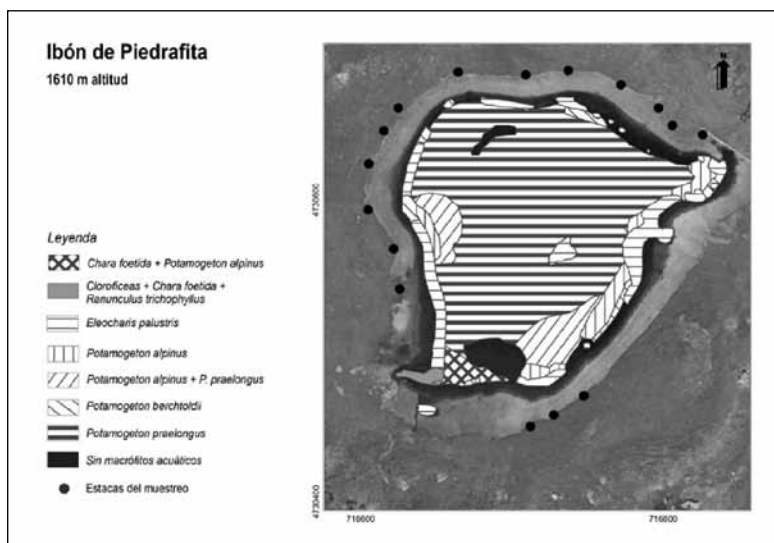 Ibón de Piedrafita
1610 m altitud
N
4730600
Leyenda
Chara foetida + Potamogeton alpinus
Cloroficeas + Chara foetida +
Ranunculus trichophyllus
Eleocharis palustris
Potamogeton alpinus
Potamogeton alpinus + P. praelongus
Potamogeton berchtoldii
Potamogeton praelongus
Sin macrófitos acuáticos
Estacas del muestreo
4730400
716600
716800